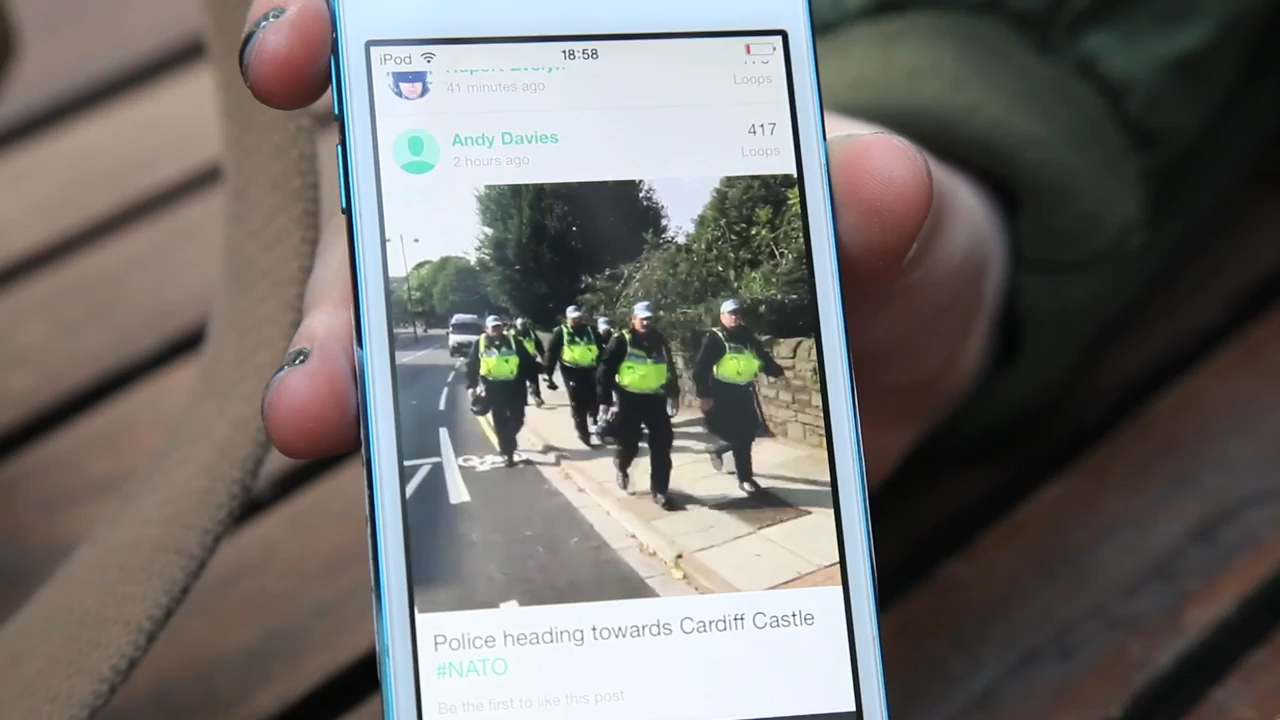 iPod 18:58
41 minutes ago
Loops
Andy Davies
417
2 hours ago
Loops
Police heading towards Cardiff Castle
#NATO
Be the first to like this post